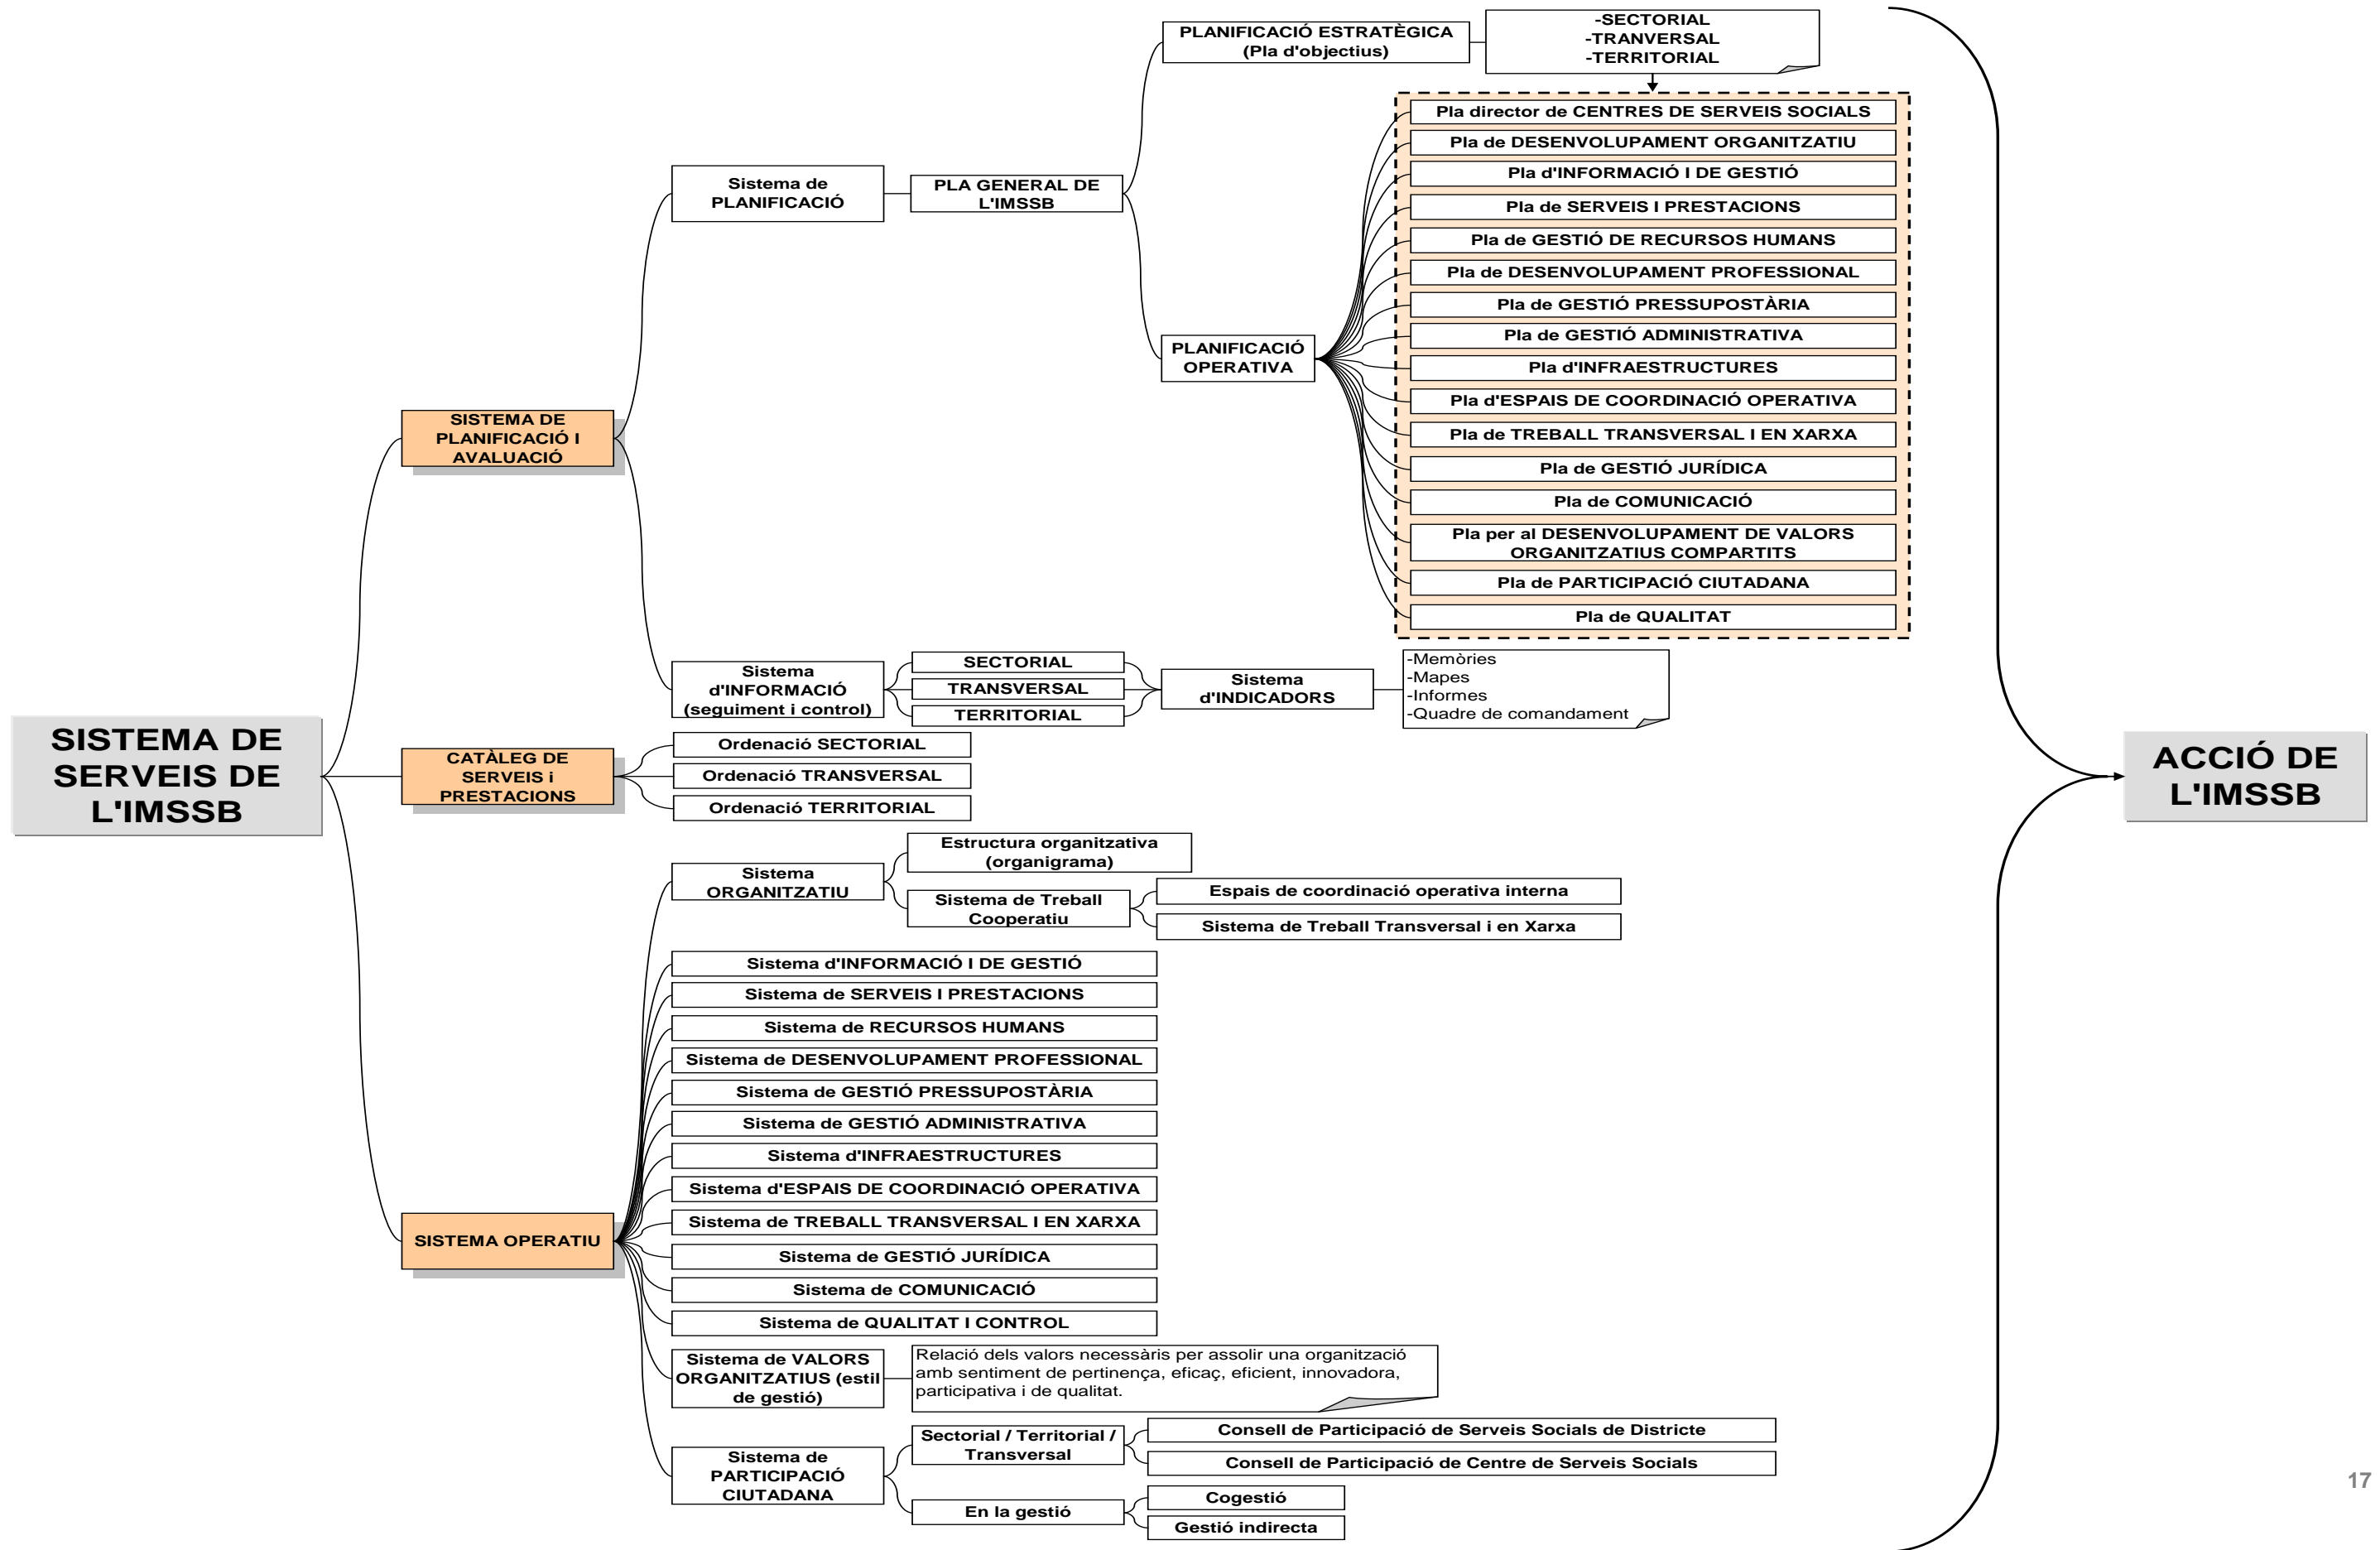 SISTEMA DE
SERVEIS DE
L'IMSSB
SISTEMA DE
PLANIFICACIÓ I
AVALUACIÓ
Sistema de
PLANIFICACIÓ
PLA GENERAL DE
L'IMSSB
PLANIFICACIÓ ESTRATÈGICA
(Pla d'objectius)
-SECTORIAL
-TRANVERSAL
-TERRITORIAL
PLANIFICACIÓ
OPERATIVA
Pla director de CENTRES DE SERVEIS SOCIALS
Pla de DESENVOLUPAMENT ORGANITZATIU
Pla d'INFORMACIÓ I DE GESTIÓ
Pla de SERVEIS I PRESTACIONS
Pla de GESTIÓ DE RECURSOS HUMANS
Pla de DESENVOLUPAMENT PROFESSIONAL
Pla de GESTIÓ PRESSUPOSTÀRIA
Pla de GESTIÓ ADMINISTRATIVA
Pla d'INFRAESTRUCTURES
Pla d'ESPAIS DE COORDINACIÓ OPERATIVA
Pla de TREBALL TRANSVERSAL I EN XARXA
Pla de GESTIÓ JURÍDICA
Pla de COMUNICACIÓ
Pla per al DESENVOLUPAMENT DE VALORS
ORGANITZATIUS COMPARTITS
Pla de PARTICIPACIÓ CIUTADANA
Pla de QUALITAT
Sistema
d'INFORMACIÓ
(seguiment i control)
SECTORIAL
TRANSVERSAL
TERRITORIAL
Sistema
d'INDICADORS
-Memòries
-Mapes
-Informes
-Quadre de comandament
CATÀLEG DE
SERVEIS i
PRESTACIONS
Ordenació SECTORIAL
Ordenació TRANSVERSAL
Ordenació TERRITORIAL
SISTEMA OPERATIU
Sistema
ORGANITZATIU
Estructura organitzativa
(organigrama)
Sistema de Treball
Cooperatiu
Espais de coordinació operativa interna
Sistema de Treball Transversal i en Xarxa
Sistema d'INFORMACIÓ I DE GESTIÓ
Sistema de SERVEIS I PRESTACIONS
Sistema de RECURSOS HUMANS
Sistema de DESENVOLUPAMENT PROFESSIONAL
Sistema de GESTIÓ PRESSUPOSTÀRIA
Sistema de GESTIÓ ADMINISTRATIVA
Sistema d'INFRAESTRUCTURES
Sistema d'ESPAIS DE COORDINACIÓ OPERATIVA
Sistema de TREBALL TRANSVERSAL I EN XARXA
Sistema de GESTIÓ JURÍDICA
Sistema de COMUNICACIÓ
Sistema de QUALITAT I CONTROL
Sistema de VALORS
ORGANITZATIUS (estil
de gestió)
Relació dels valors necessàris per assolir una organització
amb sentiment de pertinença, eficaç, eficient, innovadora,
participativa i de qualitat.
Sistema de
PARTICIPACIÓ
CIUTADANA
Sectorial / Territorial /
Transversal
Consell de Participació de Serveis Socials de Districte
Consell de Participació de Centre de Serveis Socials
En la gestió
Cogestió
Gestió indirecta
ACCIÓ DE
L'IMSSB
17